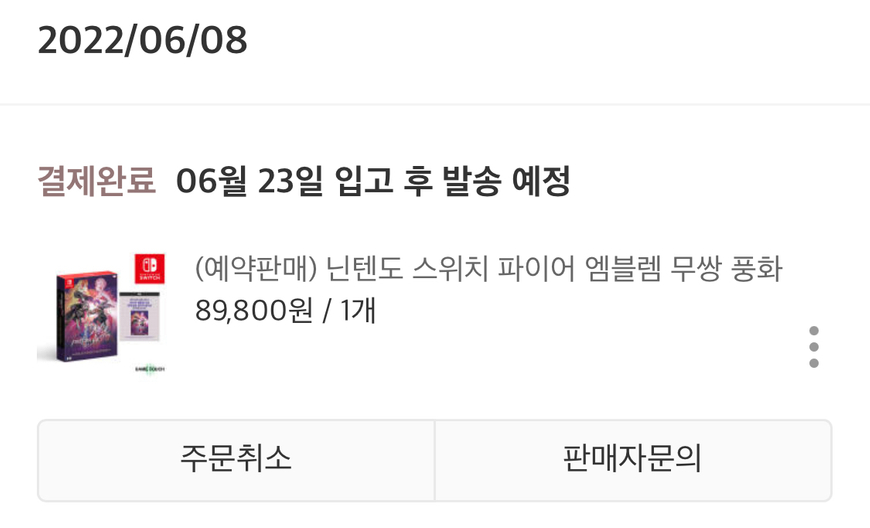 2022/06/08
결제완료 06월 23일 입고 후 발송 예정
(예약판매) 닌텐도 스위치 파이어 엠블렘 무쌍 풍화
89,800원 / 1개
SWITCH
주문취소 판매자문의